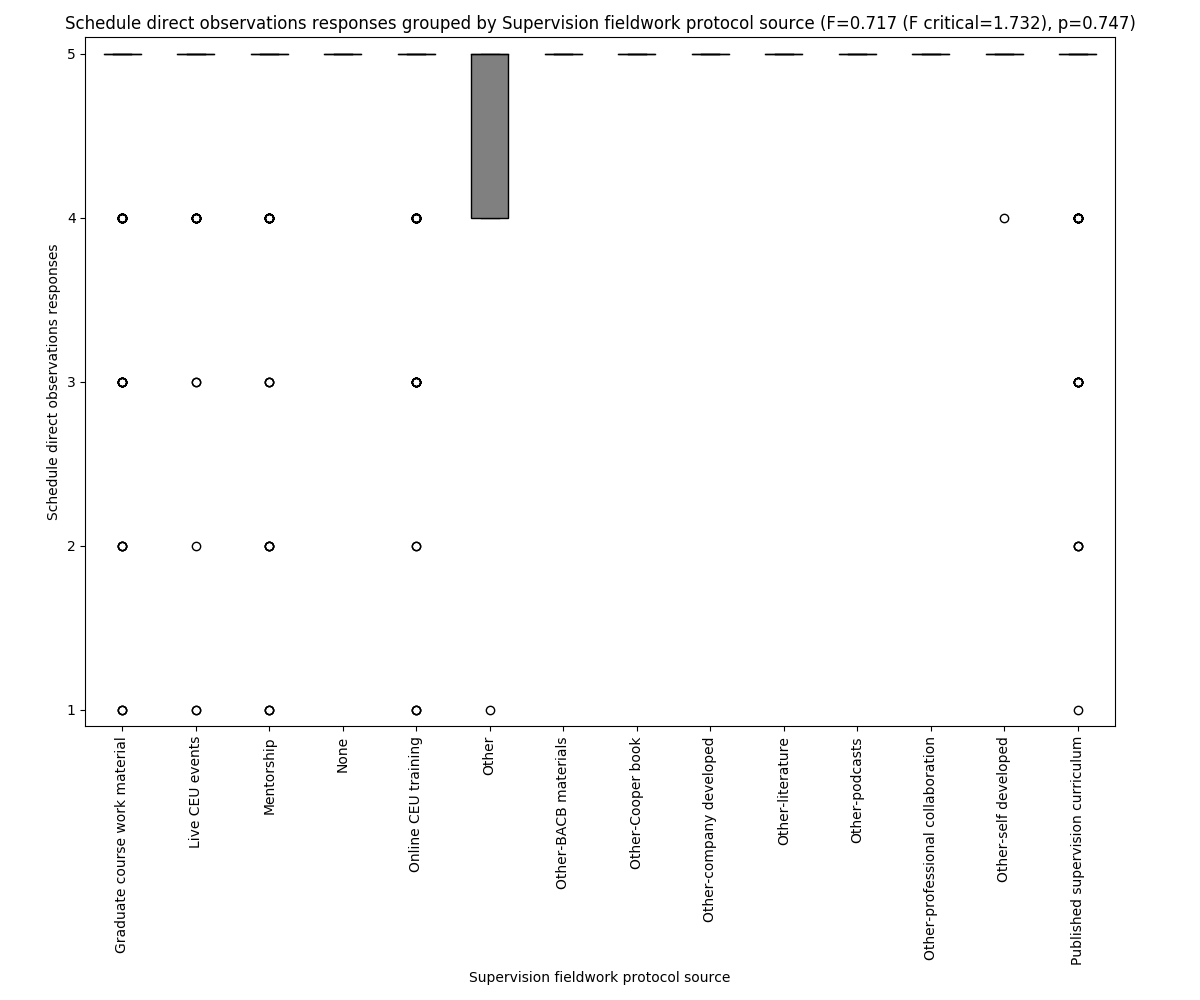 Schedule direct observations responses grouped by Supervision fieldwork protocol source (F=0.717 (F critical=1.732), p=0.747)
Schedule direct observations responses
5
4
3
2
1
Graduate course work material
Live CEU events
Mentorship
None
Online CEU training
Other
Other-BACB materials
Other-Cooper book
Other-company developed
Other-literature
Other-podcasts
Other-professional collaboration
Other-self developed
Published supervision curriculum
Supervision fieldwork protocol source